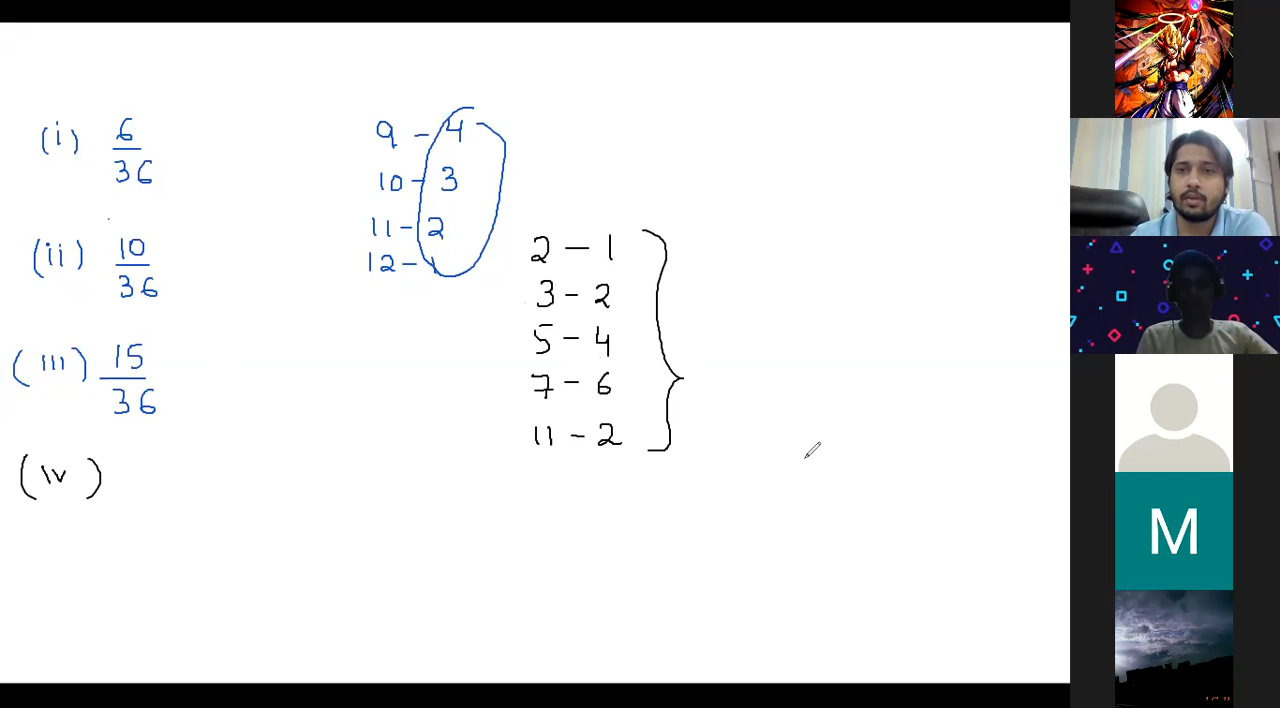 (i) 6/36
(ii) 10/36
(iii) 15/36
(iv)
9 - 4
10 - 3
11 - 2
12 - 1
2 - 1
3 - 2
5 - 4
7 - 6
11 - 2
M